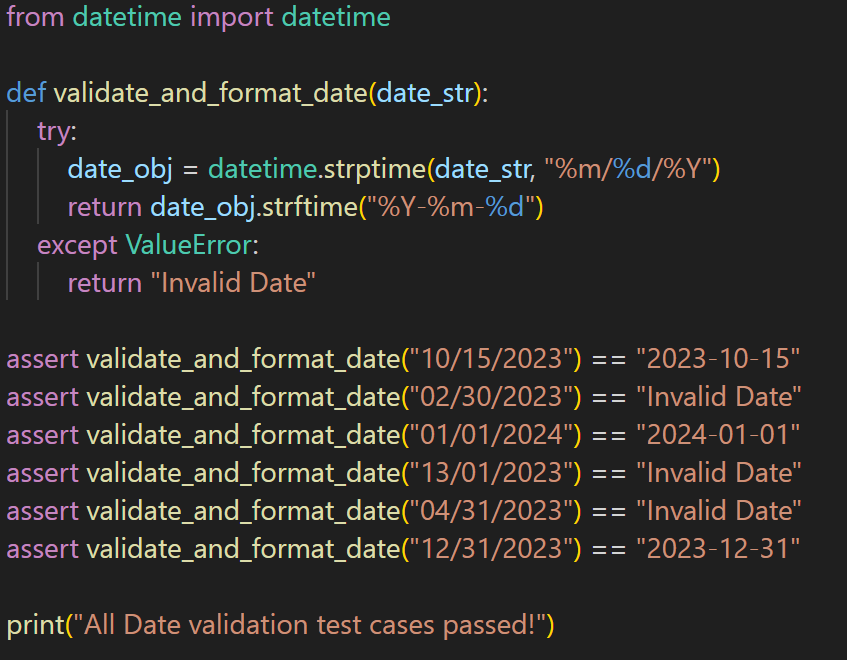 from datetime import datetime
def validate_and_format_date(date_str):
try:
date_obj = datetime.strptime(date_str, "%m/%d/%Y")
return date_obj.strftime("%Y-%m-%d")
except ValueError:
return "Invalid Date"
assert validate_and_format_date("10/15/2023") == "2023-10-15"
assert validate_and_format_date("02/30/2023") == "Invalid Date"
assert validate_and_format_date("01/01/2024") == "2024-01-01"
assert validate_and_format_date("13/01/2023") == "Invalid Date"
assert validate_and_format_date("04/31/2023") == "Invalid Date"
assert validate_and_format_date("12/31/2023") == "2023-12-31"
print("All Date validation test cases passed!")